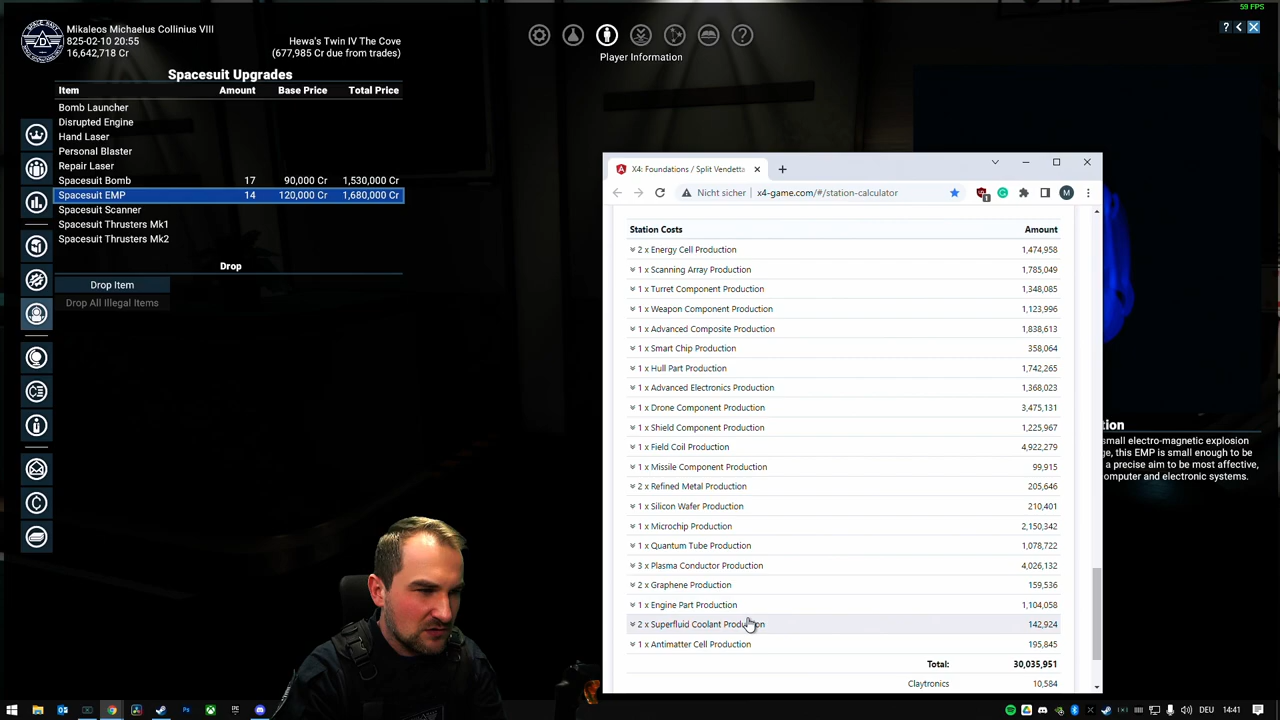 59 FPS
Mikaleos Michaelus Collinius VIII
825-02-10 20:55
16,642,718 Cr
Hewa's Twin IV The Cove
(677,985 Cr due from trades)
Player Information
Spacesuit Upgrades
Item Amount Base Price Total Price
Bomb Launcher
Disrupted Engine
Hand Laser
Personal Blaster
Repair Laser
Spacesuit Bomb 17 90,000 Cr 1,530,000 Cr
Spacesuit EMP 14 120,000 Cr 1,680,000 Cr
Spacesuit Scanner
Spacesuit Thrusters Mk1
Spacesuit Thrusters Mk2
Drop
Drop Item
Drop All Illegal Items
X4: Foundations / Split Vendetta
Nicht sicher x4-game.com/#/station-calculator
Station Costs Amount
2 x Energy Cell Production 1,474,958
1 x Scanning Array Production 1,785,049
1 x Turret Component Production 1,348,085
1 x Weapon Component Production 1,123,996
1 x Advanced Composite Production 1,838,613
1 x Smart Chip Production 358,064
1 x Hull Part Production 1,742,265
1 x Advanced Electronics Production 1,368,023
1 x Drone Component Production 3,475,131
1 x Shield Component Production 1,225,967
1 x Field Coil Production 4,922,279
1 x Missile Component Production 99,915
2 x Refined Metal Production 205,646
1 x Silicon Wafer Production 210,401
1 x Microchip Production 2,150,342
1 x Quantum Tube Production 1,078,722
3 x Plasma Conductor Production 4,026,132
2 x Graphene Production 159,536
1 x Engine Part Production 1,104,058
2 x Superfluid Coolant Production 142,924
1 x Antimatter Cell Production 195,845
Total: 30,035,951
Claytronics 10,584
tion
small electro-magnetic explosion
ge, this EMP is small enough to be
a precise aim to be most affective,
omputer and electronic systems.
DEU 14:41